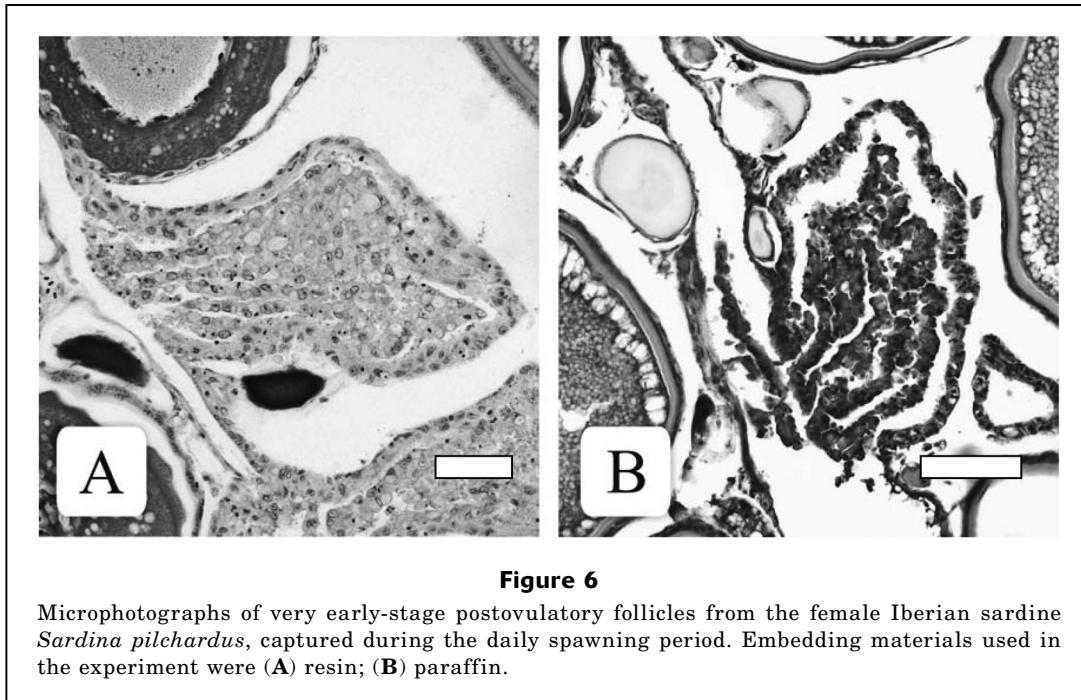 A
B
Figure 6
Microphotographs of very early-stage postovulatory follicles from the female Iberian sardine
Sardina pilchardus, captured during the daily spawning period. Embedding materials used in
the experiment were (A) resin; (B) paraffin.